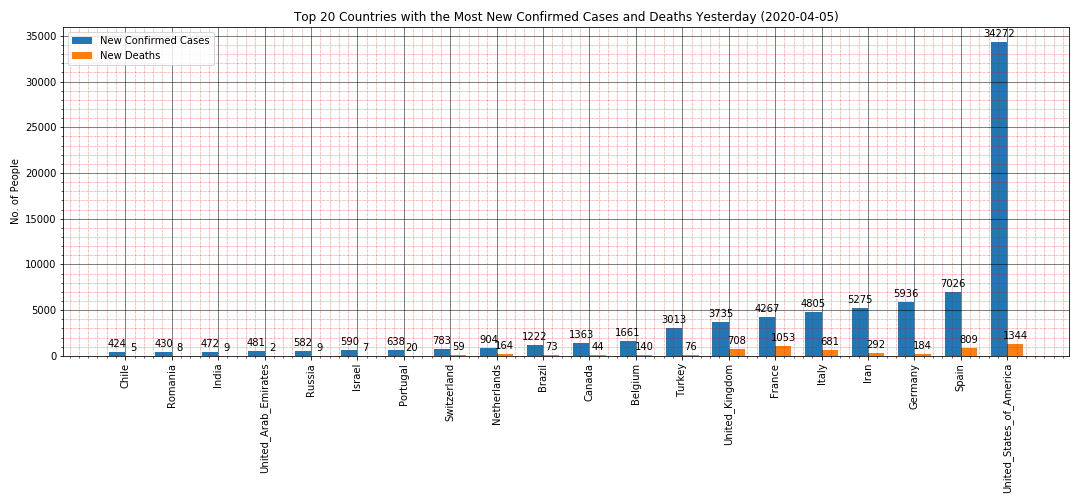 Top 20 Countries with the Most New Confirmed Cases and Deaths Yesterday (2020-04-05)
New Confirmed Cases
New Deaths
No. of People
35000
30000
25000
20000
15000
10000
5000
0
424 5
430 8
472 9
481 2
582 9
590 7
638 20
783 59
904 164
1222 73
1363 44
1661 140
3013 76
3735 708
4267 1053
4805 681
5275 292
5936 184
7026 809
34272 1344
Chile
Romania
India
United_Arab_Emirates
Russia
Israel
Portugal
Switzerland
Netherlands
Brazil
Canada
Belgium
Turkey
United_Kingdom
France
Italy
Iran
Germany
Spain
United_States_of_America